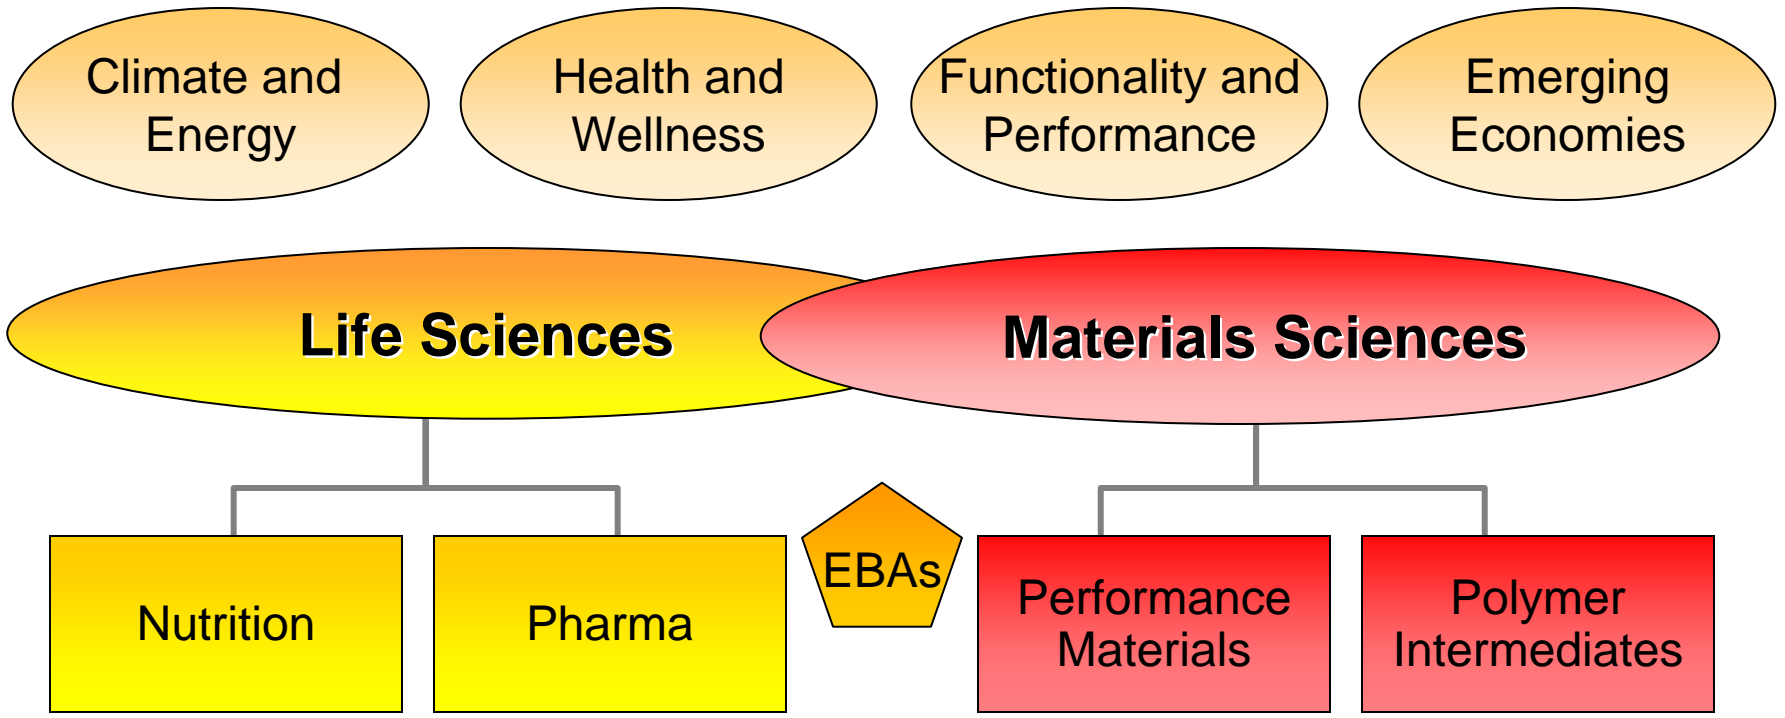 Climate and
Energy
Health and
Wellness
Functionality and
Performance
Emerging
Economies
Life Sciences
Materials Sciences
Nutrition
Pharma
EBAs
Performance
Materials
Polymer
Intermediates